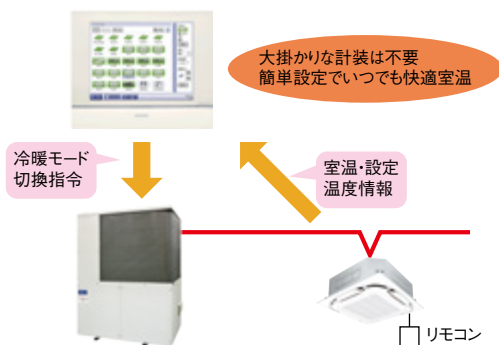 大掛かりな計装は不要
簡単設定でいつでも快適室温
冷暖モード
切換指令
室温・設定
温度情報
リモコン